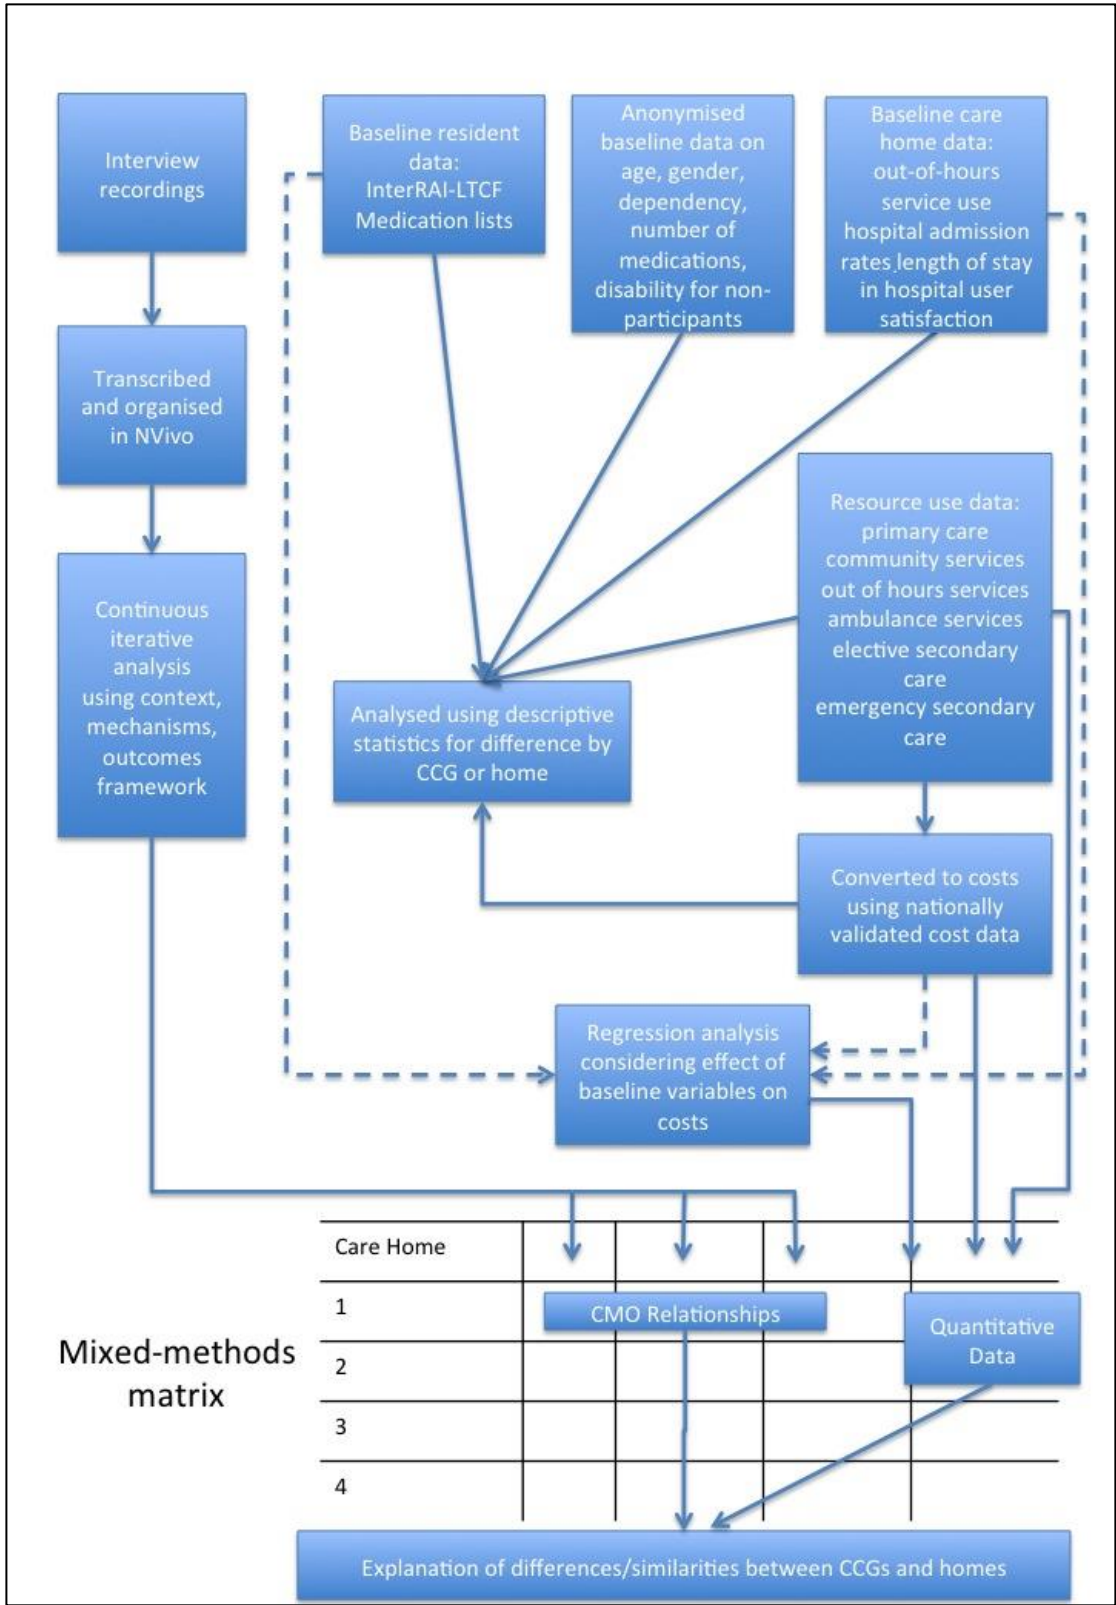 Interview
recordings
Baseline resident
data:
InterRAI-LTCF
Medication lists
Anonymised
baseline data on
age, gender,
dependency,
number of
medications,
disability for non-
participants
Baseline care
home data:
out-of-hours
service use
hospital admission
rates,length of stay
in hospital user
satisfaction
Transcribed
and organised
in NVivo
Continuous
iterative
analysis
using context,
mechanisms,
outcomes
framework
Resource use data:
primary care
community services
out of hours services
ambulance services
elective secondary
care
emergency secondary
care
Analysed using descriptive
statistics for difference by
CCG or home
Converted to costs
using nationally
validated cost data
Regression analysis
considering effect of
baseline variables on
costs
Mixed-methods
matrix
Care Home
1
2
3
4
CMO Relationships
Quantitative
Data
Explanation of differences/similarities between CCGs and homes